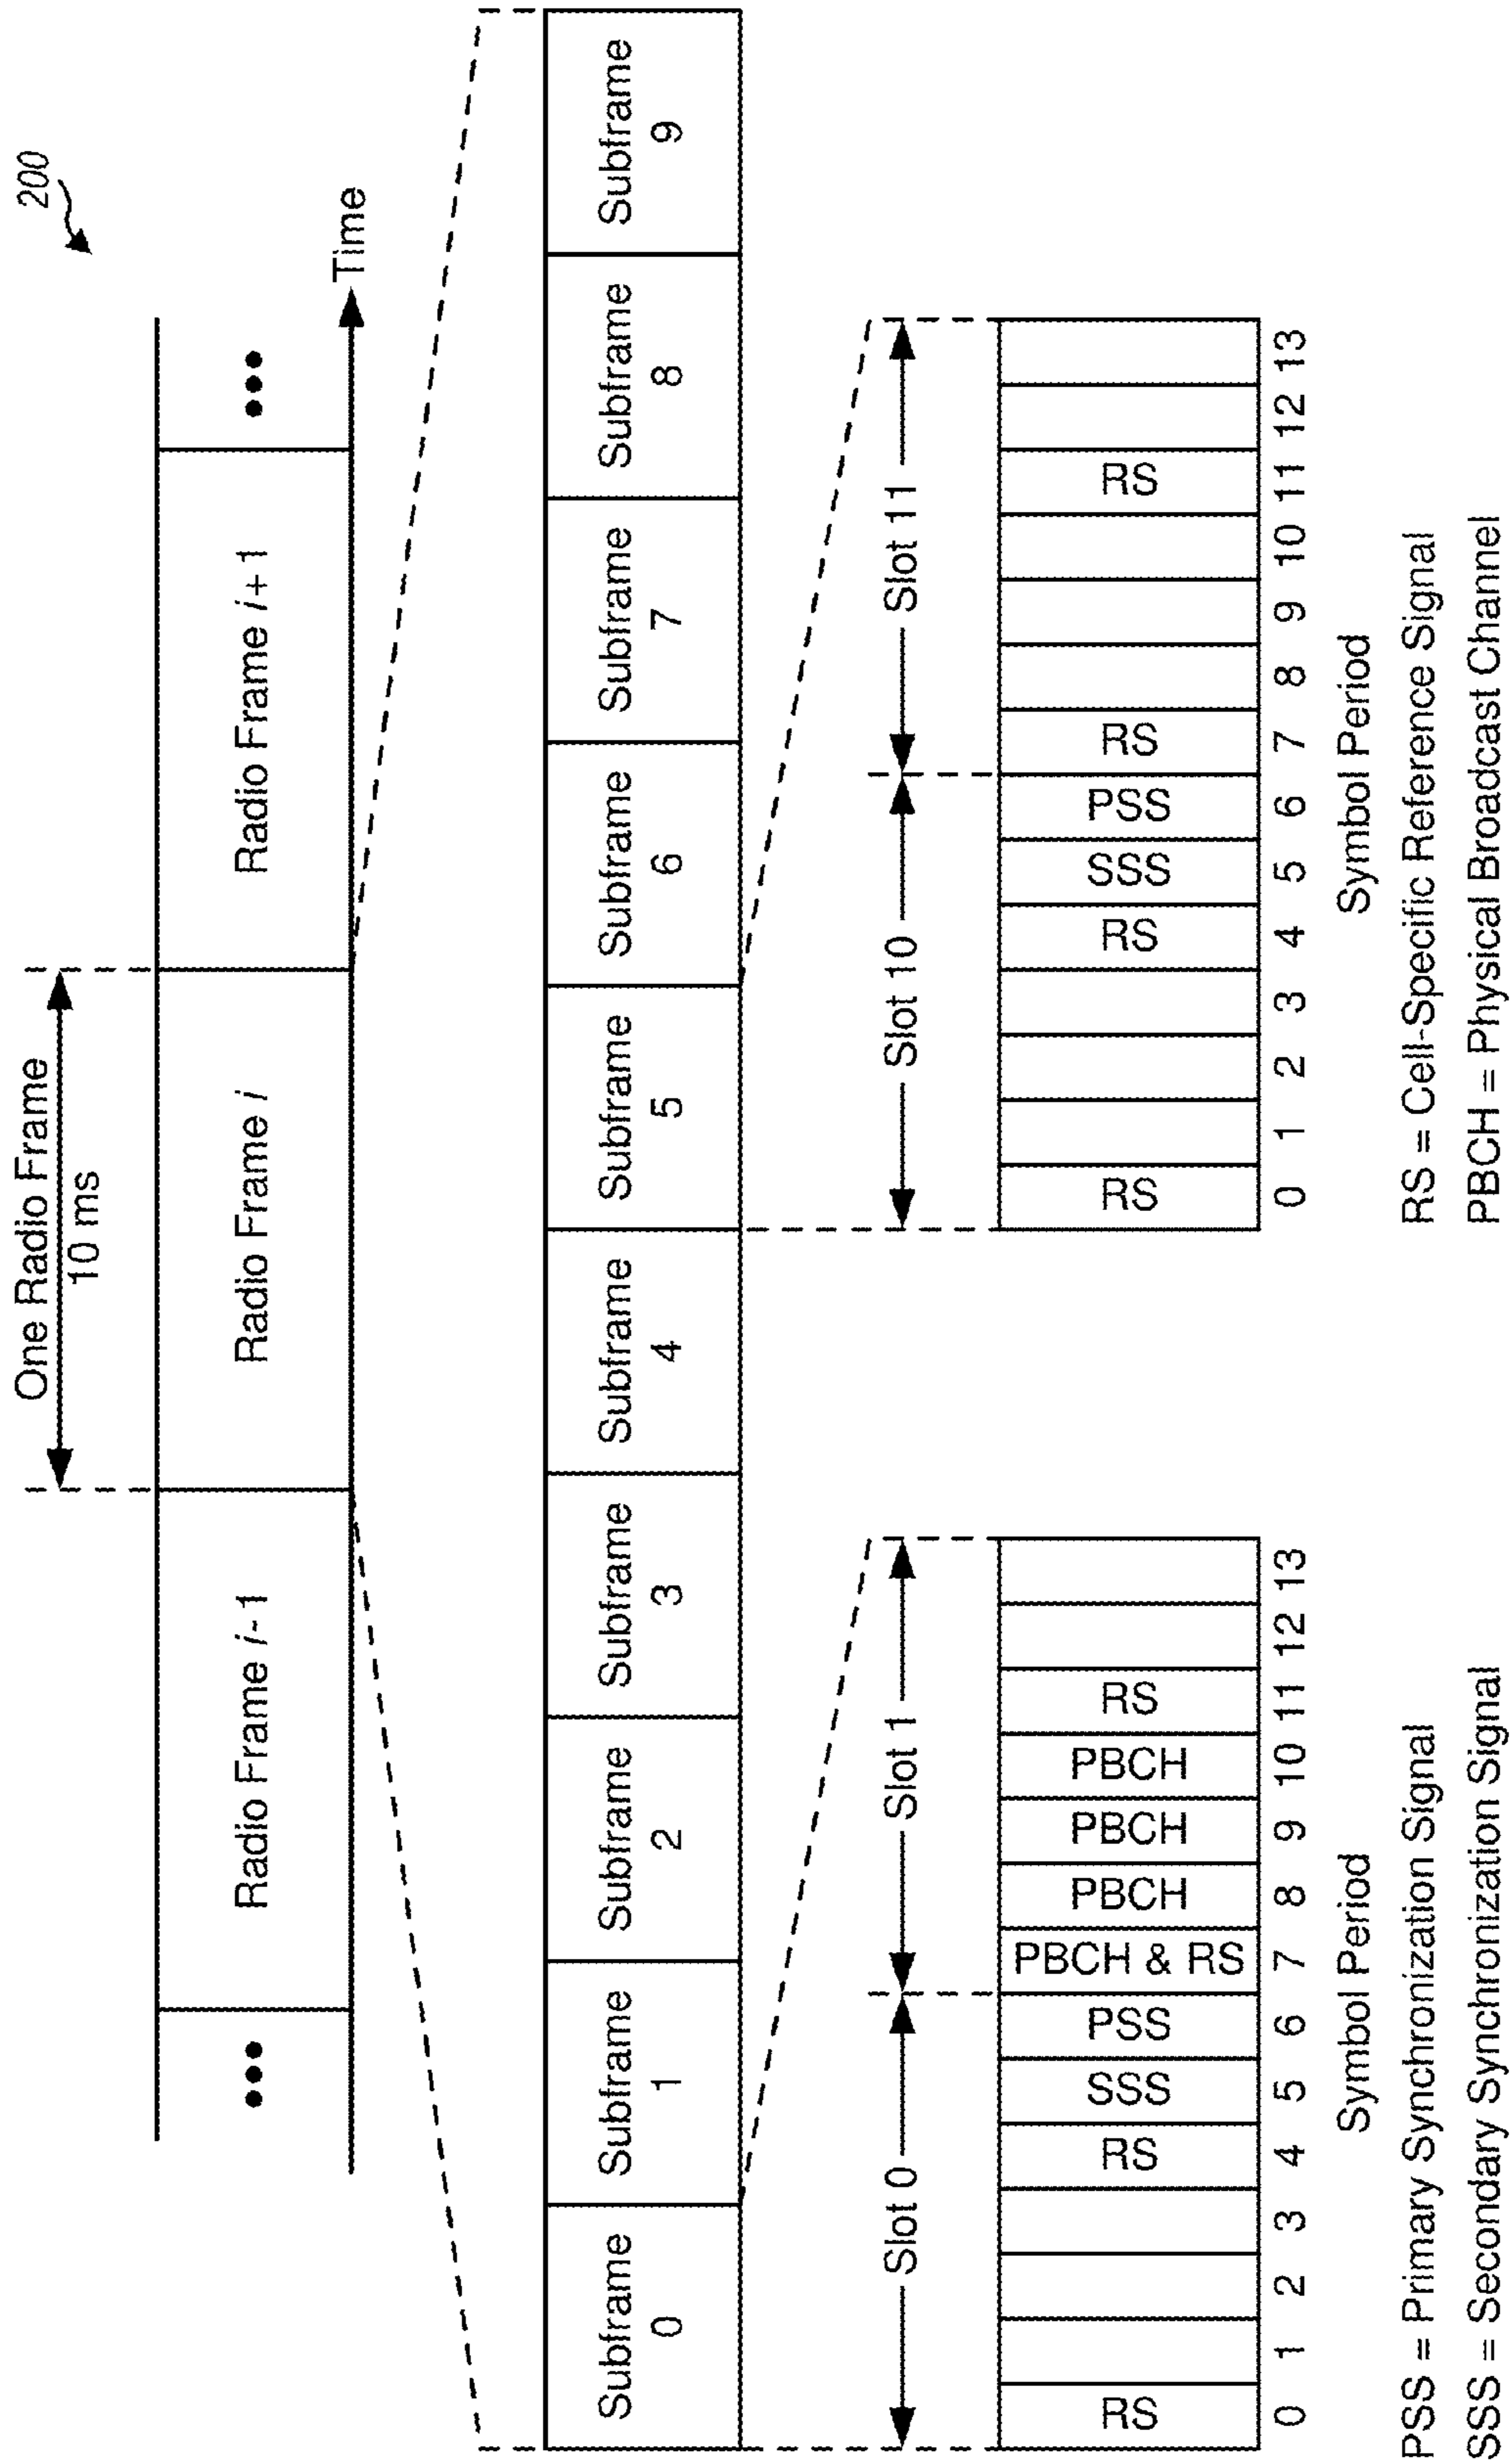 200
One Radio Frame
10 ms
••• Radio Frame i-1 Radio Frame i Radio Frame i+1 •••
Time
Subframe 0 Subframe 1 Subframe 2 Subframe 3 Subframe 4 Subframe 5 Subframe 6 Subframe 7 Subframe 8 Subframe 9
Slot 0 Slot 1
RS RS SSS PSS PBCH & RS PBCH PBCH PBCH RS
0 1 2 3 4 5 6 7 8 9 10 11 12 13
Symbol Period
Slot 10 Slot 11
RS RS SSS PSS RS RS
0 1 2 3 4 5 6 7 8 9 10 11 12 13
Symbol Period
PSS = Primary Synchronization Signal
SSS = Secondary Synchronization Signal
RS = Cell-Specific Reference Signal
PBCH = Physical Broadcast Channel